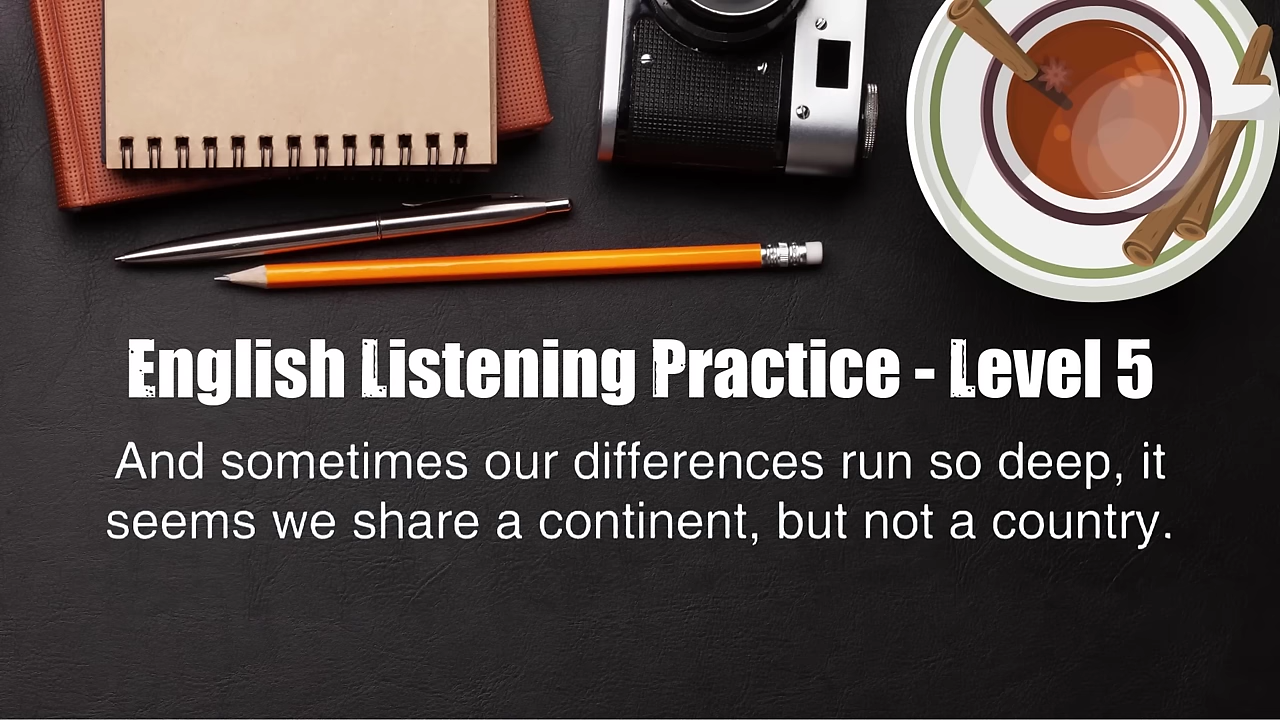 English Listening Practice - Level 5
And sometimes our differences run so deep, it
seems we share a continent, but not a country.